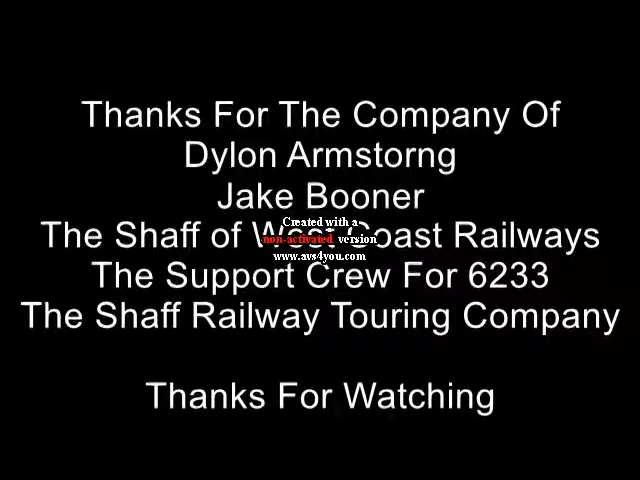 Thanks For The Company Of
Dylon Armstorng
Jake Booner
Created with a
The Shaff of West Coast Railways
non-activated version
www.avs4you.com
The Support Crew For 6233
The Shaff Railway Touring Company
Thanks For Watching